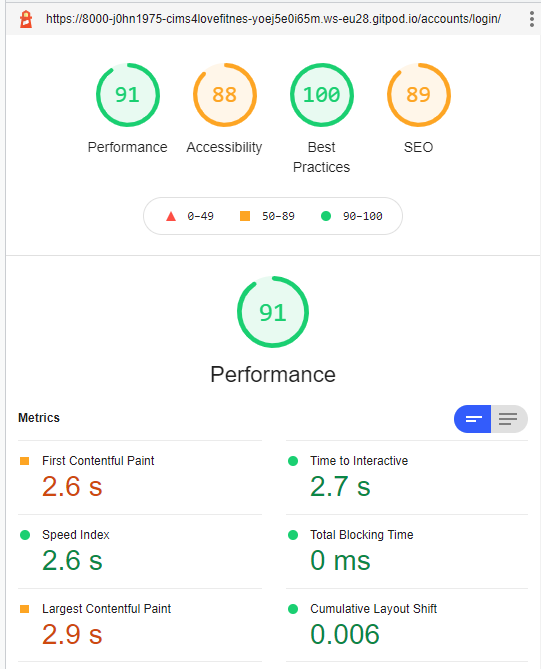 https://8000-j0hn1975-cims4lovefitnes-yoej5e0i65m.ws-eu28.gitpod.io/accounts/login/
91 88 100 89
Performance Accessibility Best Practices SEO
0–49 50–89 90–100
91
Performance
Metrics
First Contentful Paint
2.6 s
Time to Interactive
2.7 s
Speed Index
2.6 s
Total Blocking Time
0 ms
Largest Contentful Paint
2.9 s
Cumulative Layout Shift
0.006